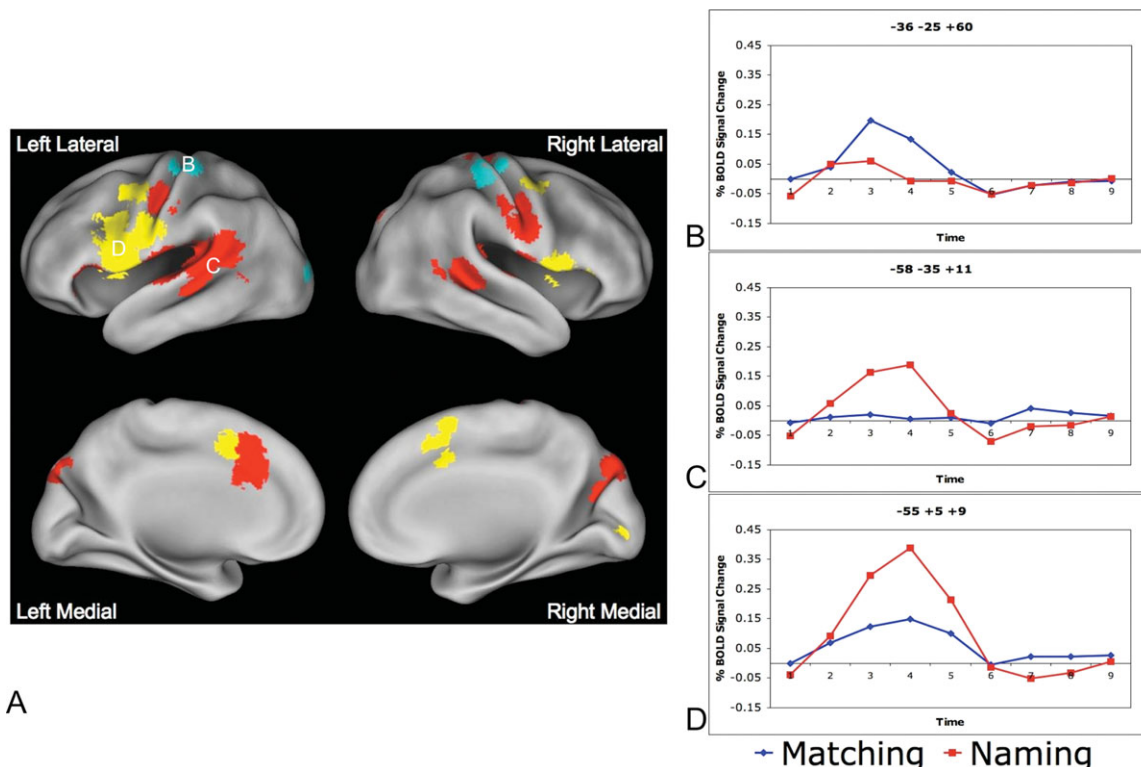 Left Lateral
Right Lateral
B
D
C
Left Medial
Right Medial
A
-36 -25 +60
% BOLD Signal Change
0.45
0.35
0.25
0.15
0.05
-0.05
-0.15
1 2 3 4 5 6 7 8 9
Time
B
-58 -35 +11
% BOLD Signal Change
0.45
0.35
0.25
0.15
0.05
-0.05
-0.15
1 2 3 4 5 6 7 8 9
Time
C
-55 +5 +9
% BOLD Signal Change
0.45
0.35
0.25
0.15
0.05
-0.05
-0.15
1 2 3 4 5 6 7 8 9
Time
D
Matching Naming